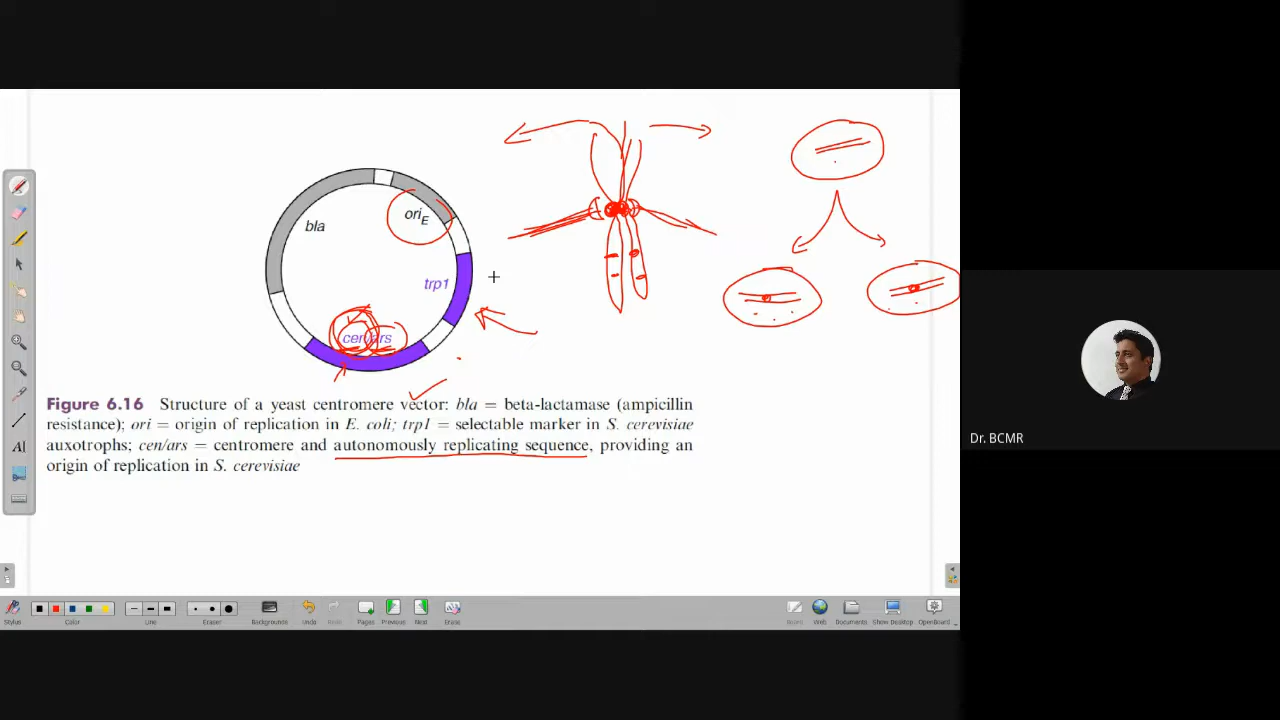 bla
oriE
trp1
cen/ars
Figure 6.16 Structure of a yeast centromere vector: bla = beta-lactamase (ampicillin
resistance); ori = origin of replication in E. coli; trp1 = selectable marker in S. cerevisiae
auxotrophs; cen/ars = centromere and autonomously replicating sequence, providing an
origin of replication in S. cerevisiae
Dr. BCMR
AI
Stylus
Color
Line
Eraser
Backgrounds
Undo
Redo
Pages
Previous
Next
Erase
Board
Web
Documents
Show Desktop
OpenBoard